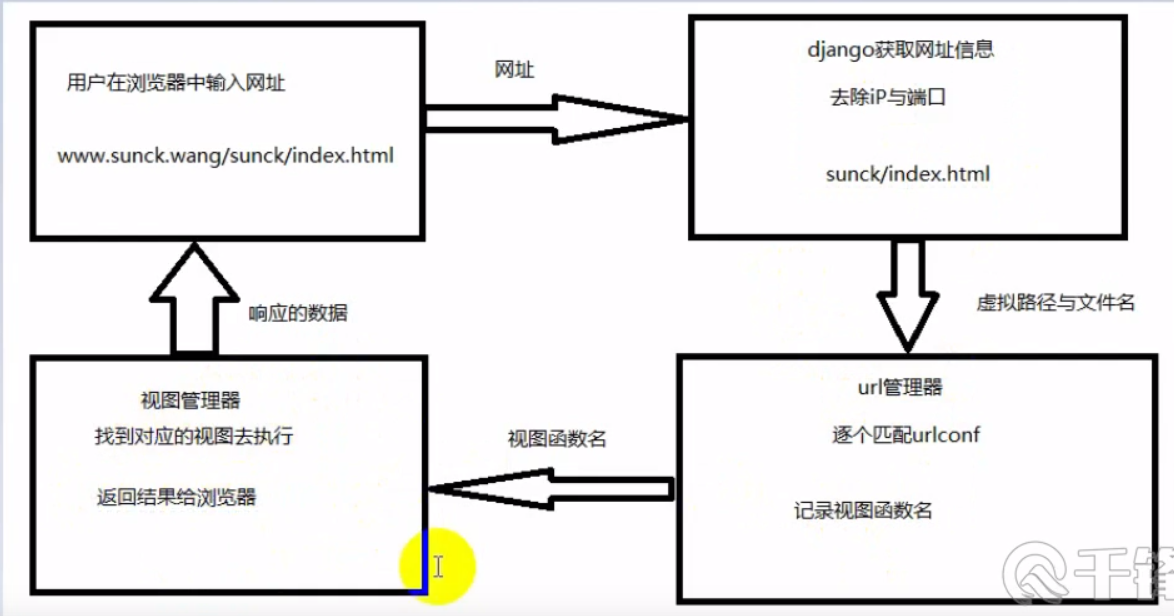 用户在浏览器中输入网址
www.sunck.wang/sunck/index.html
网址
django获取网址信息
去除iP与端口
sunck/index.html
虚拟路径与文件名
url管理器
逐个匹配urlconf
记录视图函数名
视图函数名
视图管理器
找到对应的视图去执行
返回结果给浏览器
响应的数据
千锋